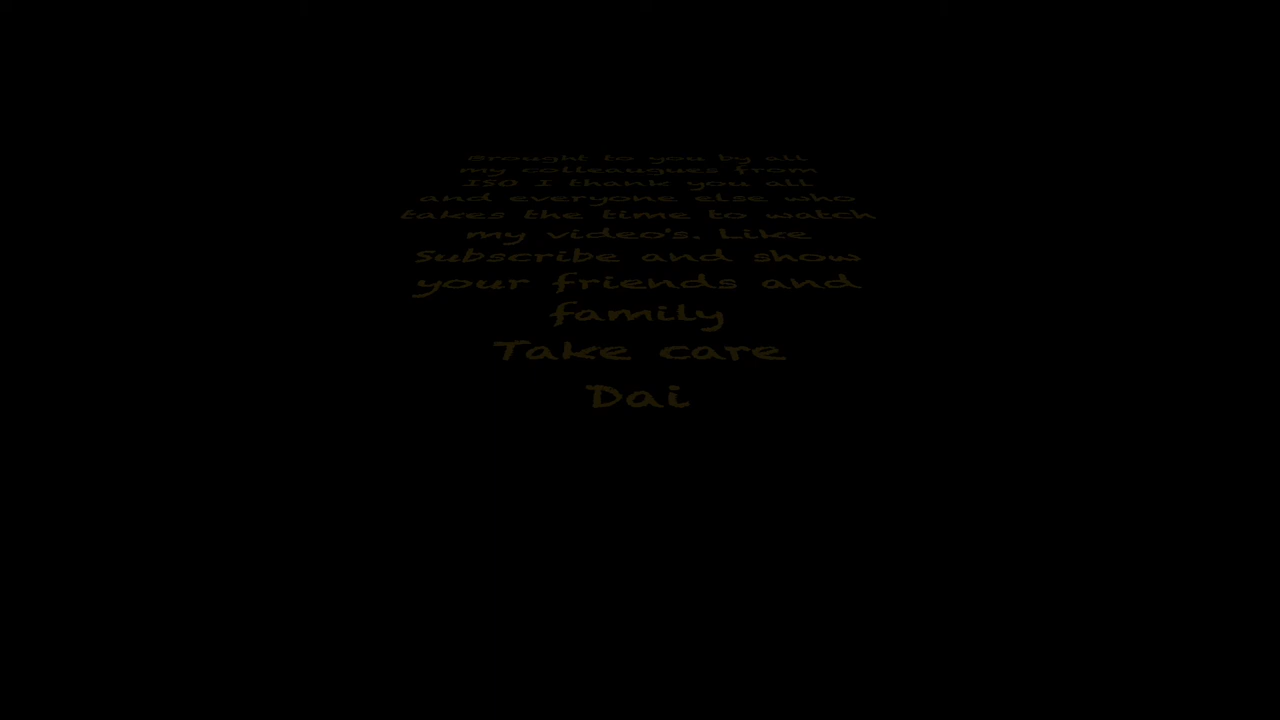 Brought to you by all
my colleaugues from
ISO I thank you all
and everyone else who
takes the time to watch
my video's. Like
Subscribe and show
your friends and
family
Take care
Dai